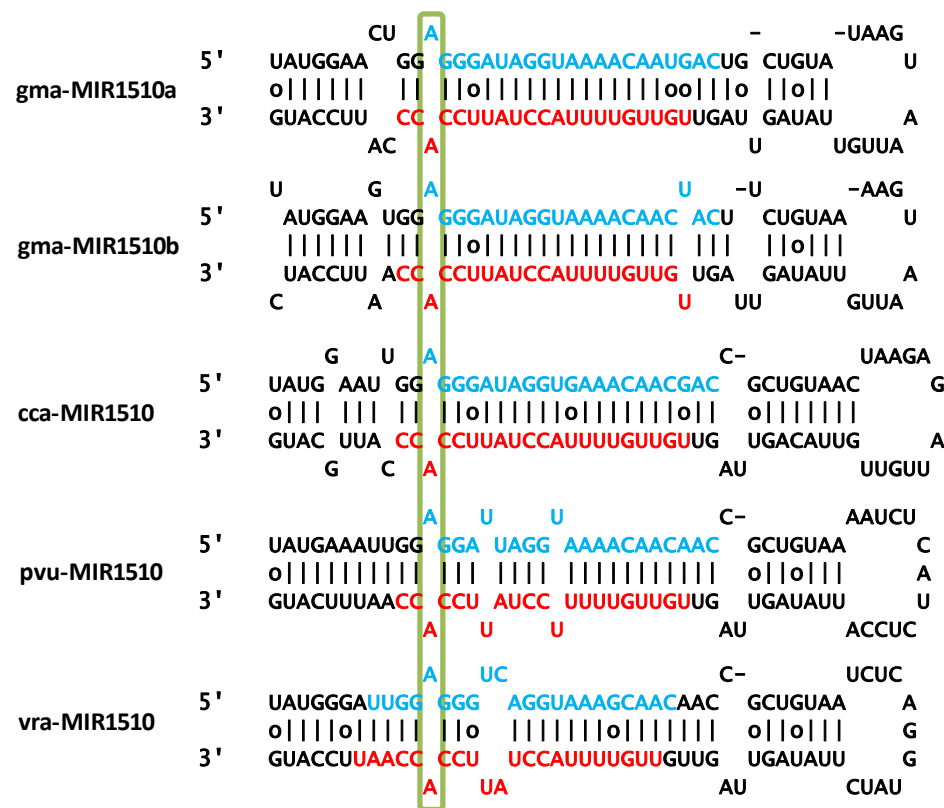 CU A - -UAAG
5' UAUGGAA GG GGGAUAGGUAAAACAAUGACUG CUGUA U
gma-MIR1510a o|||||| || ||o||||||||||||oo|||o ||o||
3' GUACCUU CC CCUUAUCCAUUUUGUUGUUGAU GAUAU A
AC A U UGUUA
U G A U -U -AAG
5' AUGGAA UGG GGGAUAGGUAAAACAAC ACU CUGUAA U
gma-MIR1510b |||||| ||| ||o|||||||||||||| ||| ||o|||
3' UACCUU ACC CCUUAUCCAUUUUGUUG UGA GAUAUU A
C A A U UU GUUA
G U A C- UAAGA
5' UAUG AAU GG GGGAUAGGUGAAACAACGAC GCUGUAAC G
cca-MIR1510 o||| ||| || ||o||||||o|||||||o|| o|||||||
3' GUAC UUA CC CCUUAUCCAUUUUGUUGUUG UGACAUUG A
G C A AU UUGUU
A U U C- AAUCU
5' UAUGAAAUUGG GGA UAGG AAAACAACAAC GCUGUAA C
pvu-MIR1510 o|||||||||| ||| |||| ||||||||||| o||o||| A
3' GUACUUUAACC CCU AUCC UUUUGUUGUUG UGAUAUU U
A U U AU ACCUC
A UC C- UCUC
5' UAUGGGAUUGG GGG AGGUAAAGCAACAAC GCUGUAA A
vra-MIR1510 o||||o||||| ||o |||||||o||||||| o||o||| G
3' GUACCUUAACC CCU UCCAUUUUGUUGUUG UGAUAUU G
A UA AU CUAU